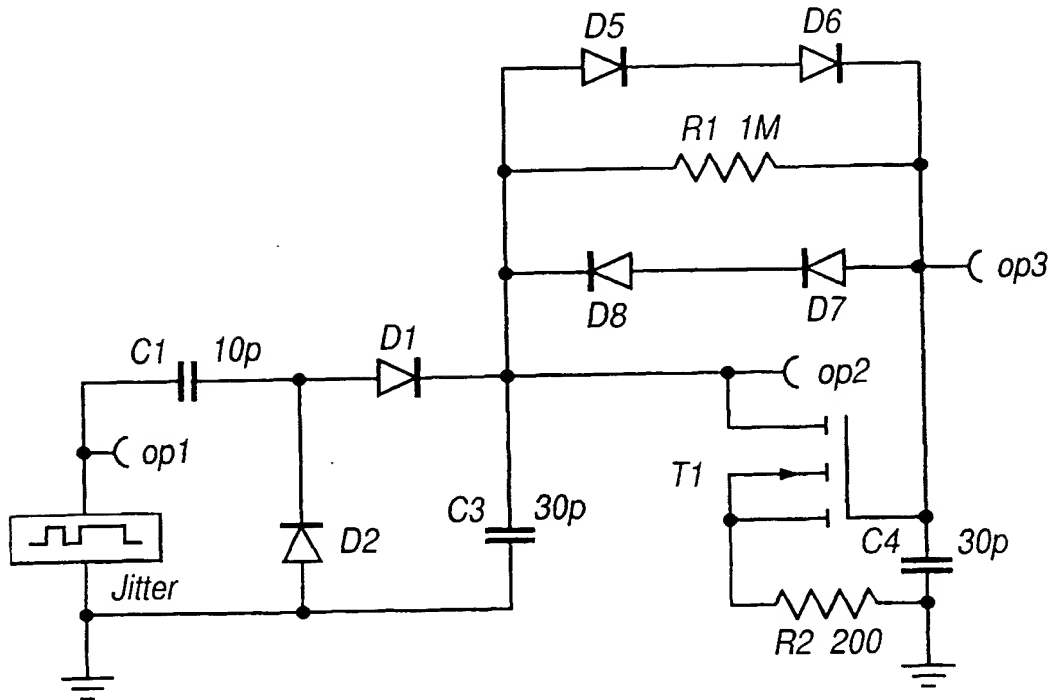 D5
D6
R1 1M
op3
D8
D7
D1
C1 10p
op2
op1
T1
C3 30p
D2
C4 30p
Jitter
R2 200